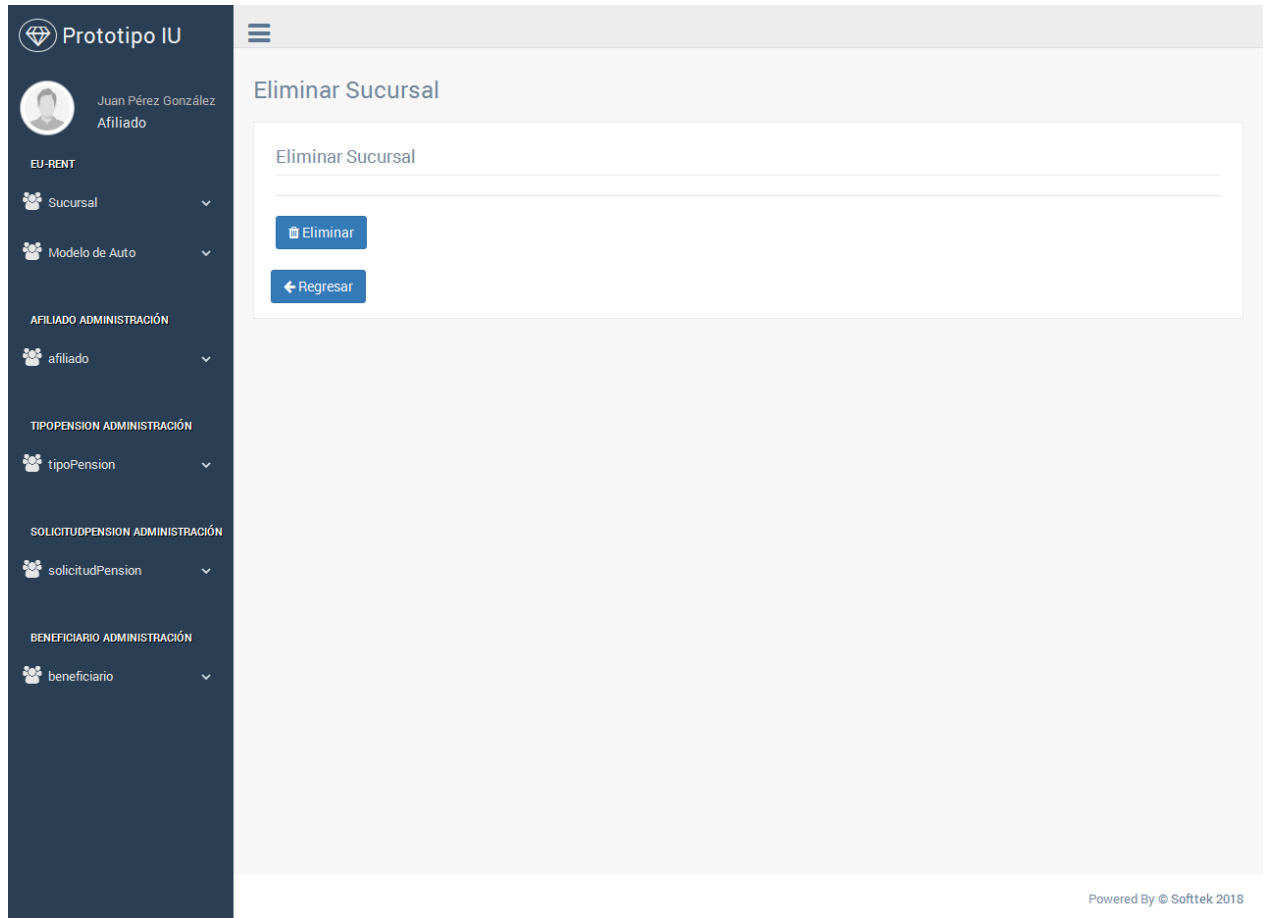 Prototipo IU
Juan Pérez González
Afiliado
EU-RENT
Sucursal
Modelo de Auto
AFILIADO ADMINISTRACIÓN
afiliado
TIPOPENSION ADMINISTRACIÓN
tipoPension
SOLICITUDPENSION ADMINISTRACIÓN
solicitudPension
BENEFICIARIO ADMINISTRACIÓN
beneficiario
Eliminar Sucursal
Eliminar Sucursal
Eliminar
Regresar
Powered By © Softtek 2018